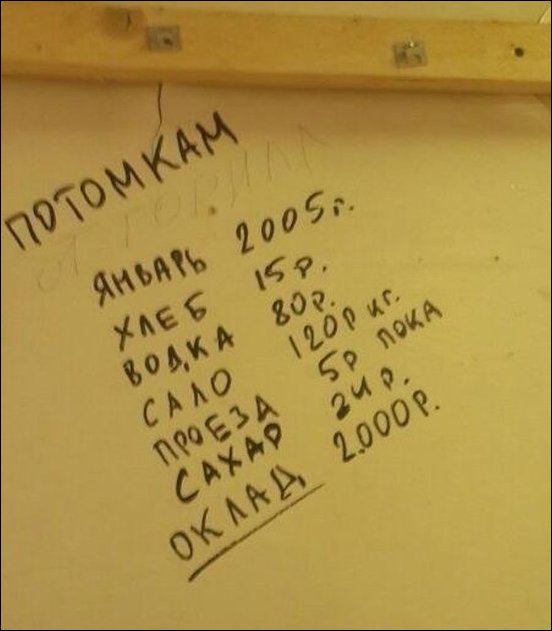 ПОТОМКАМ
ЯНВАРЬ 2005г.
ХЛЕБ 15р.
ВОДКА 80р.
САЛО 120р кг.
ПРОЕЗД 5р ПОКА
САХАР 24р.
ОКЛАД 2.000р.